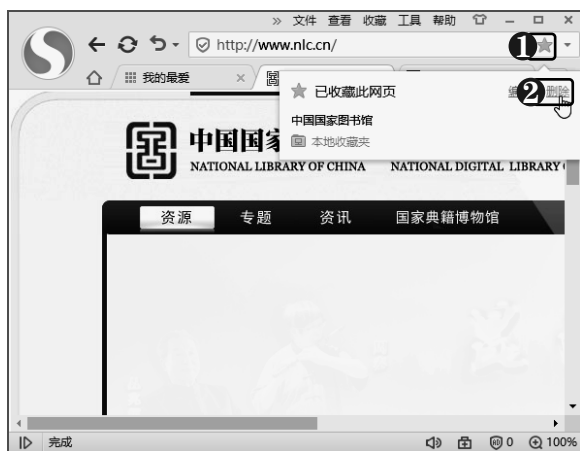 » 文件 查看 收藏 工具 帮助
http://www.nlc.cn/
1
我的最爱
已收藏此网页
2 删除
中国国家图书馆
本地收藏夹
中国国家
NATIONAL LIBRARY OF CHINA NATIONAL DIGITAL LIBRARY
资源 专题 资讯 国家典籍博物馆
完成 0 100%